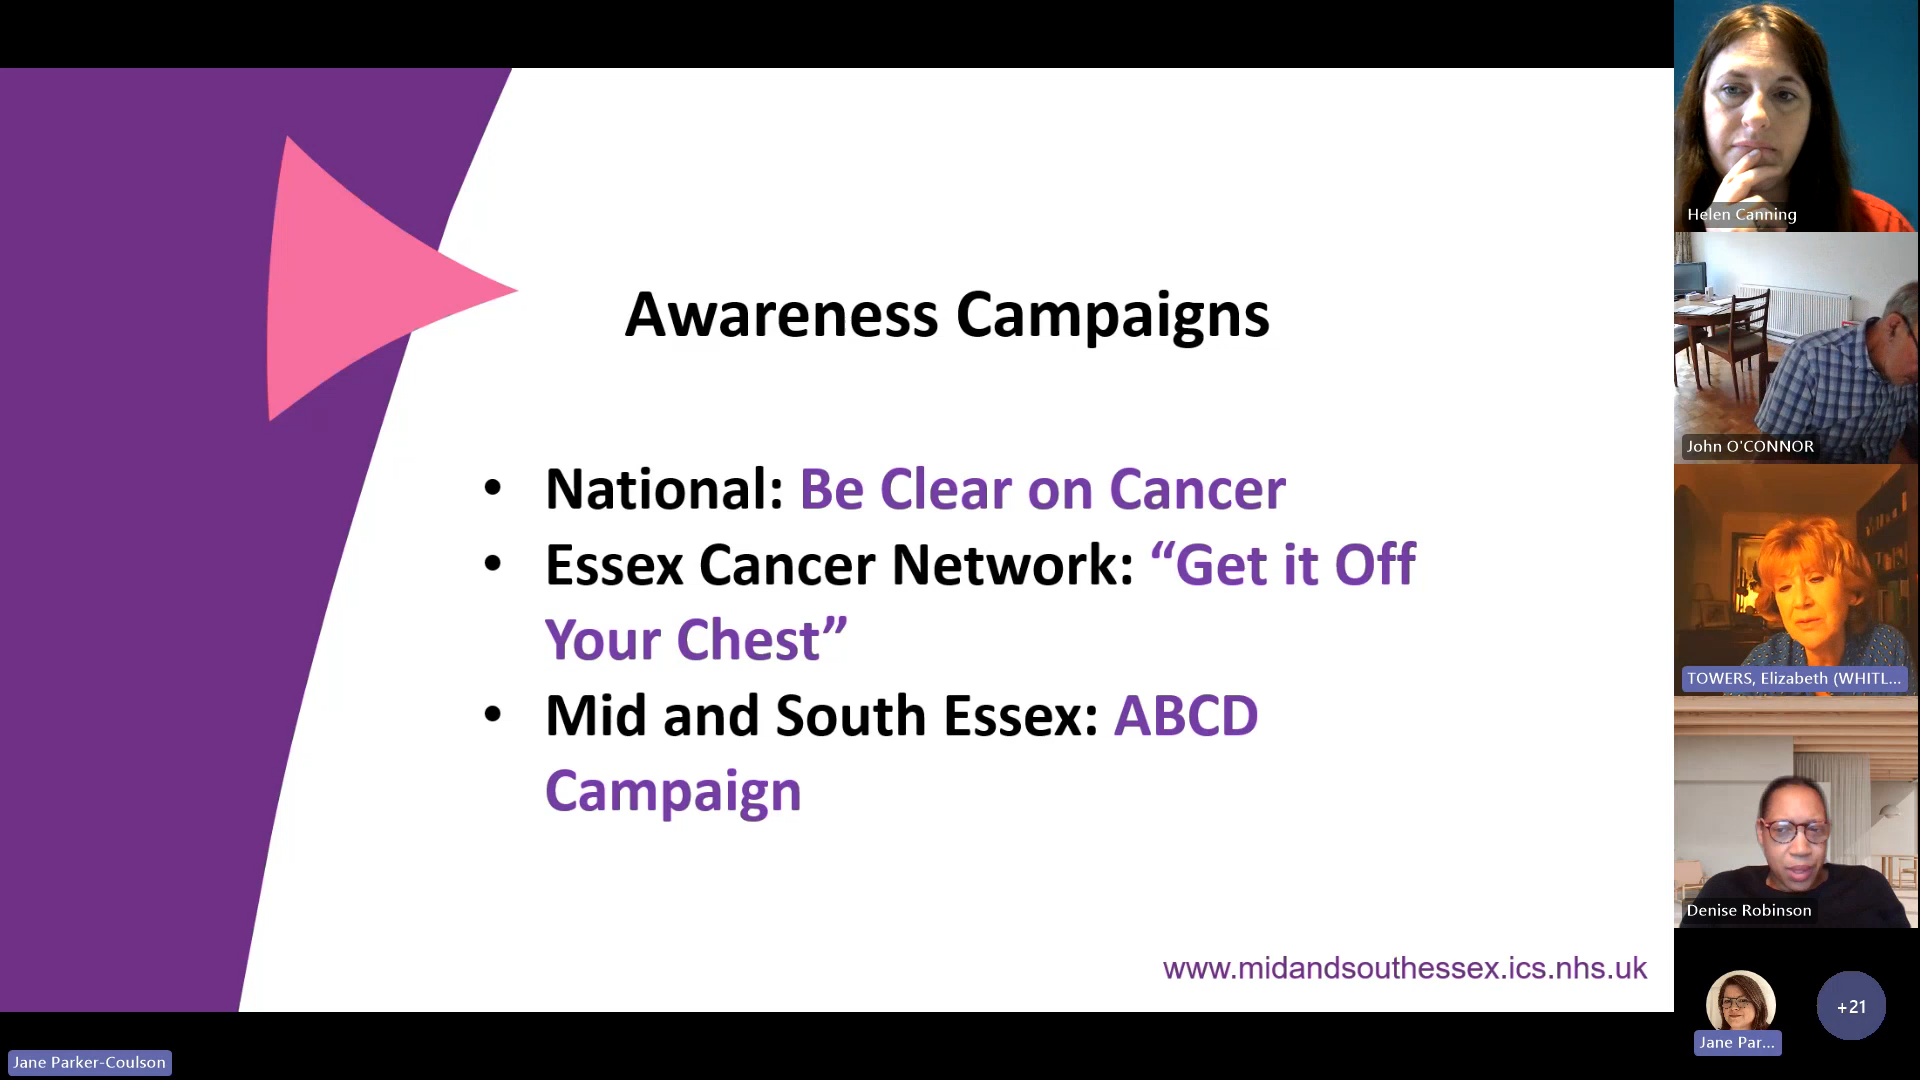 Awareness Campaigns
• National: Be Clear on Cancer
• Essex Cancer Network: “Get it Off
Your Chest”
• Mid and South Essex: ABCD
Campaign
www.midandsouthessex.ics.nhs.uk
Jane Parker-Coulson
Helen Canning
John O'CONNOR
TOWERS, Elizabeth (WHITL...
Denise Robinson
Jane Par...
+21